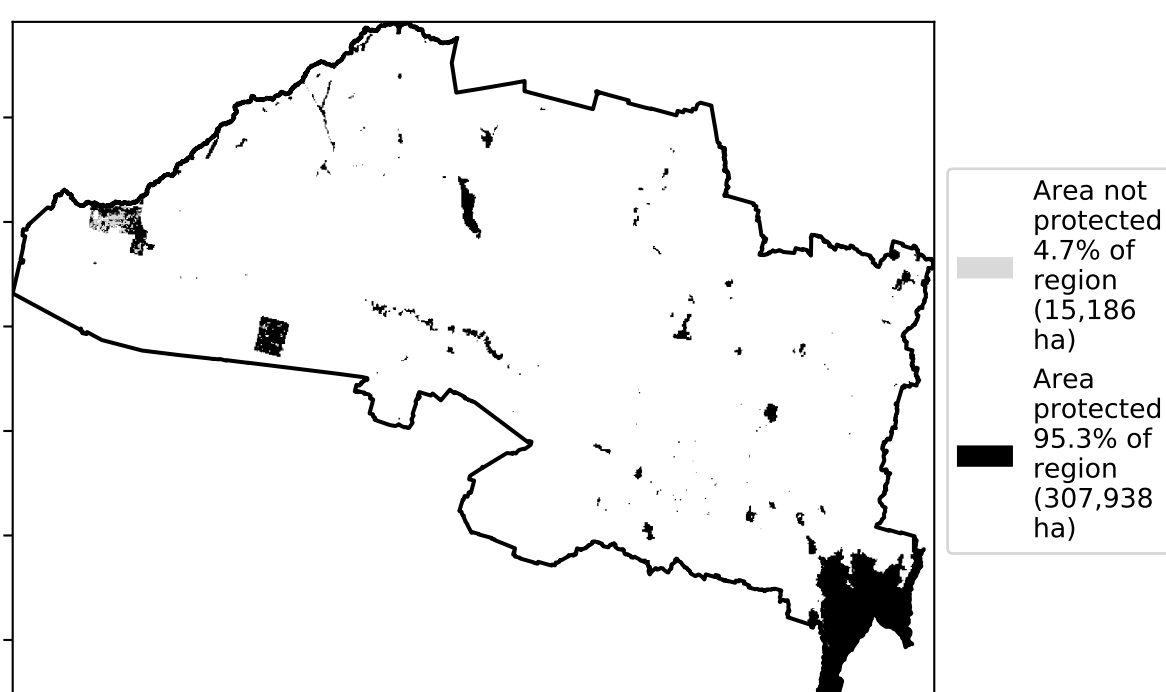 Area not
protected
4.7% of
region
(15,186
ha)
Area
protected
95.3% of
region
(307,938
ha)